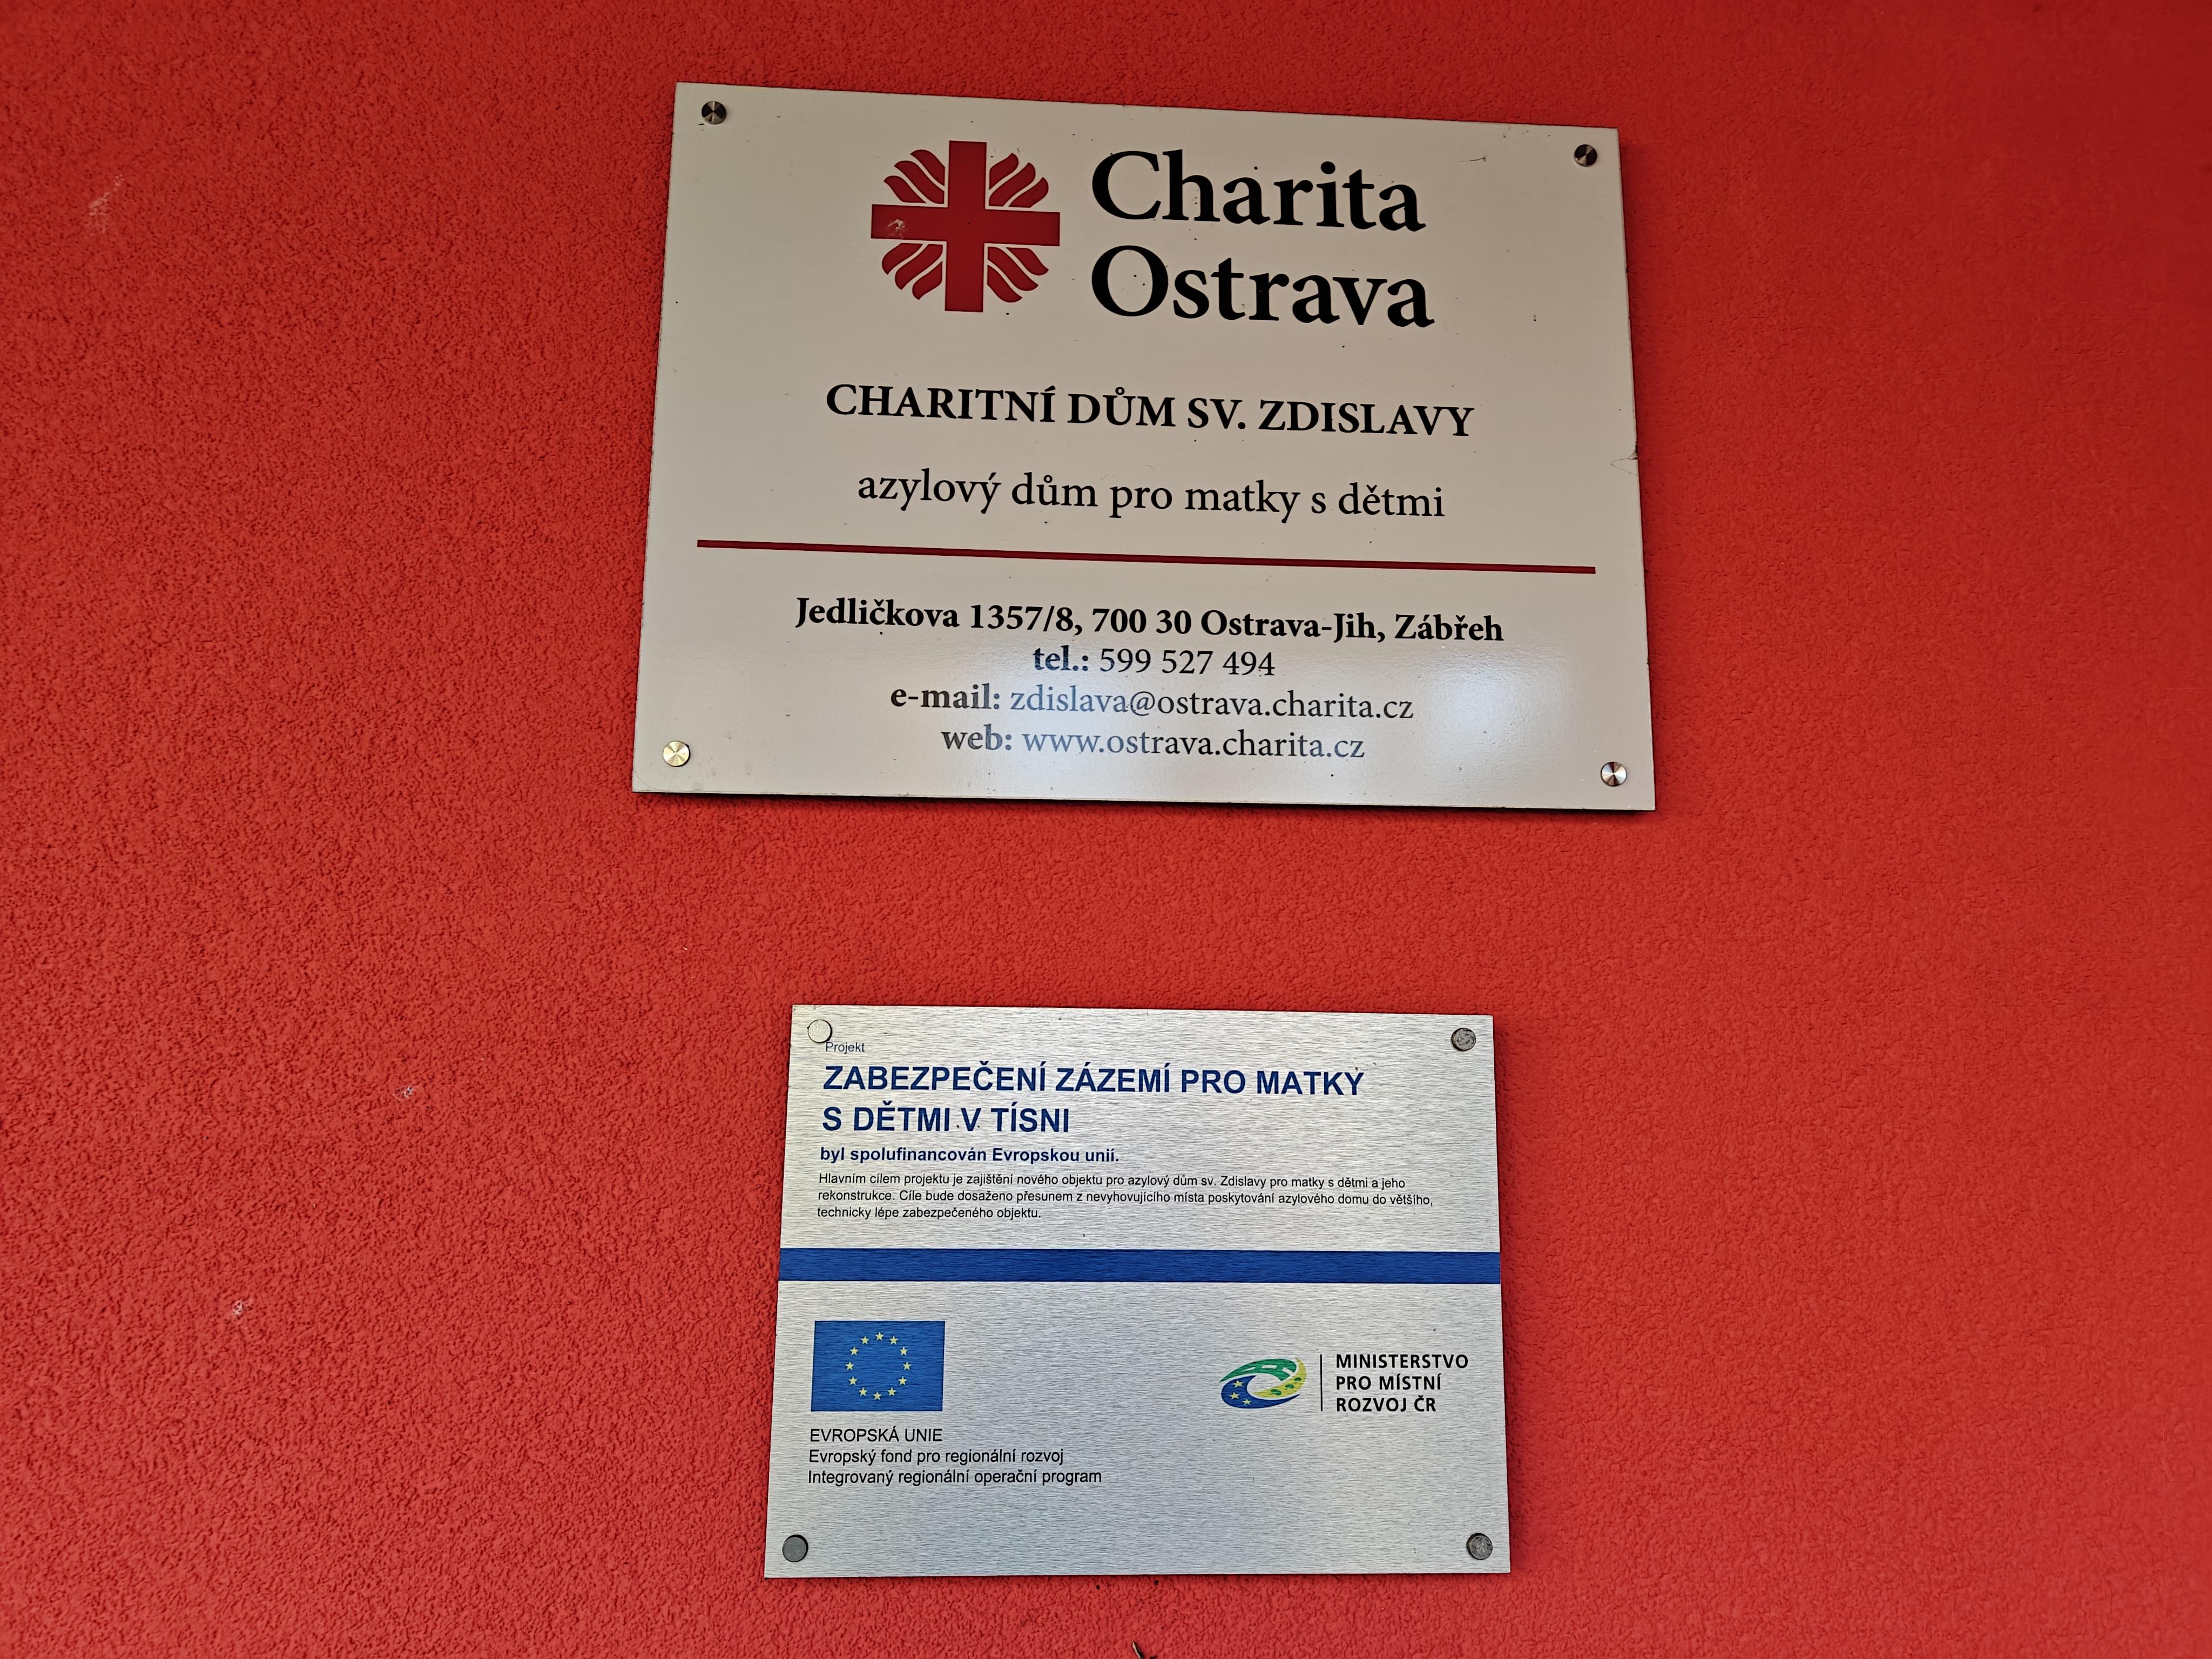 Charita
Ostrava
CHARITNÍ DŮM SV. ZDISLAVY
azylový dům pro matky s dětmi
Jedličkova 1357/8, 700 30 Ostrava-Jih, Zábřeh
tel.: 599 527 494
e-mail: zdislava@ostrava.charita.cz
web: www.ostrava.charita.cz
Projekt
ZABEZPEČENÍ ZÁZEMÍ PRO MATKY
S DĚTMI V TÍSNI
byl spolufinancován Evropskou unií.
Hlavním cílem projektu je zajištění nového objektu pro azylový dům sv. Zdislavy pro matky s dětmi a jeho
rekonstrukce. Cíle bude dosaženo přesunem z nevyhovujícího místa poskytování azylového domu do většího,
technicky lépe zabezpečeného objektu.
EVROPSKÁ UNIE
Evropský fond pro regionální rozvoj
Integrovaný regionální operační program
MINISTERSTVO
PRO MÍSTNÍ
ROZVOJ ČR